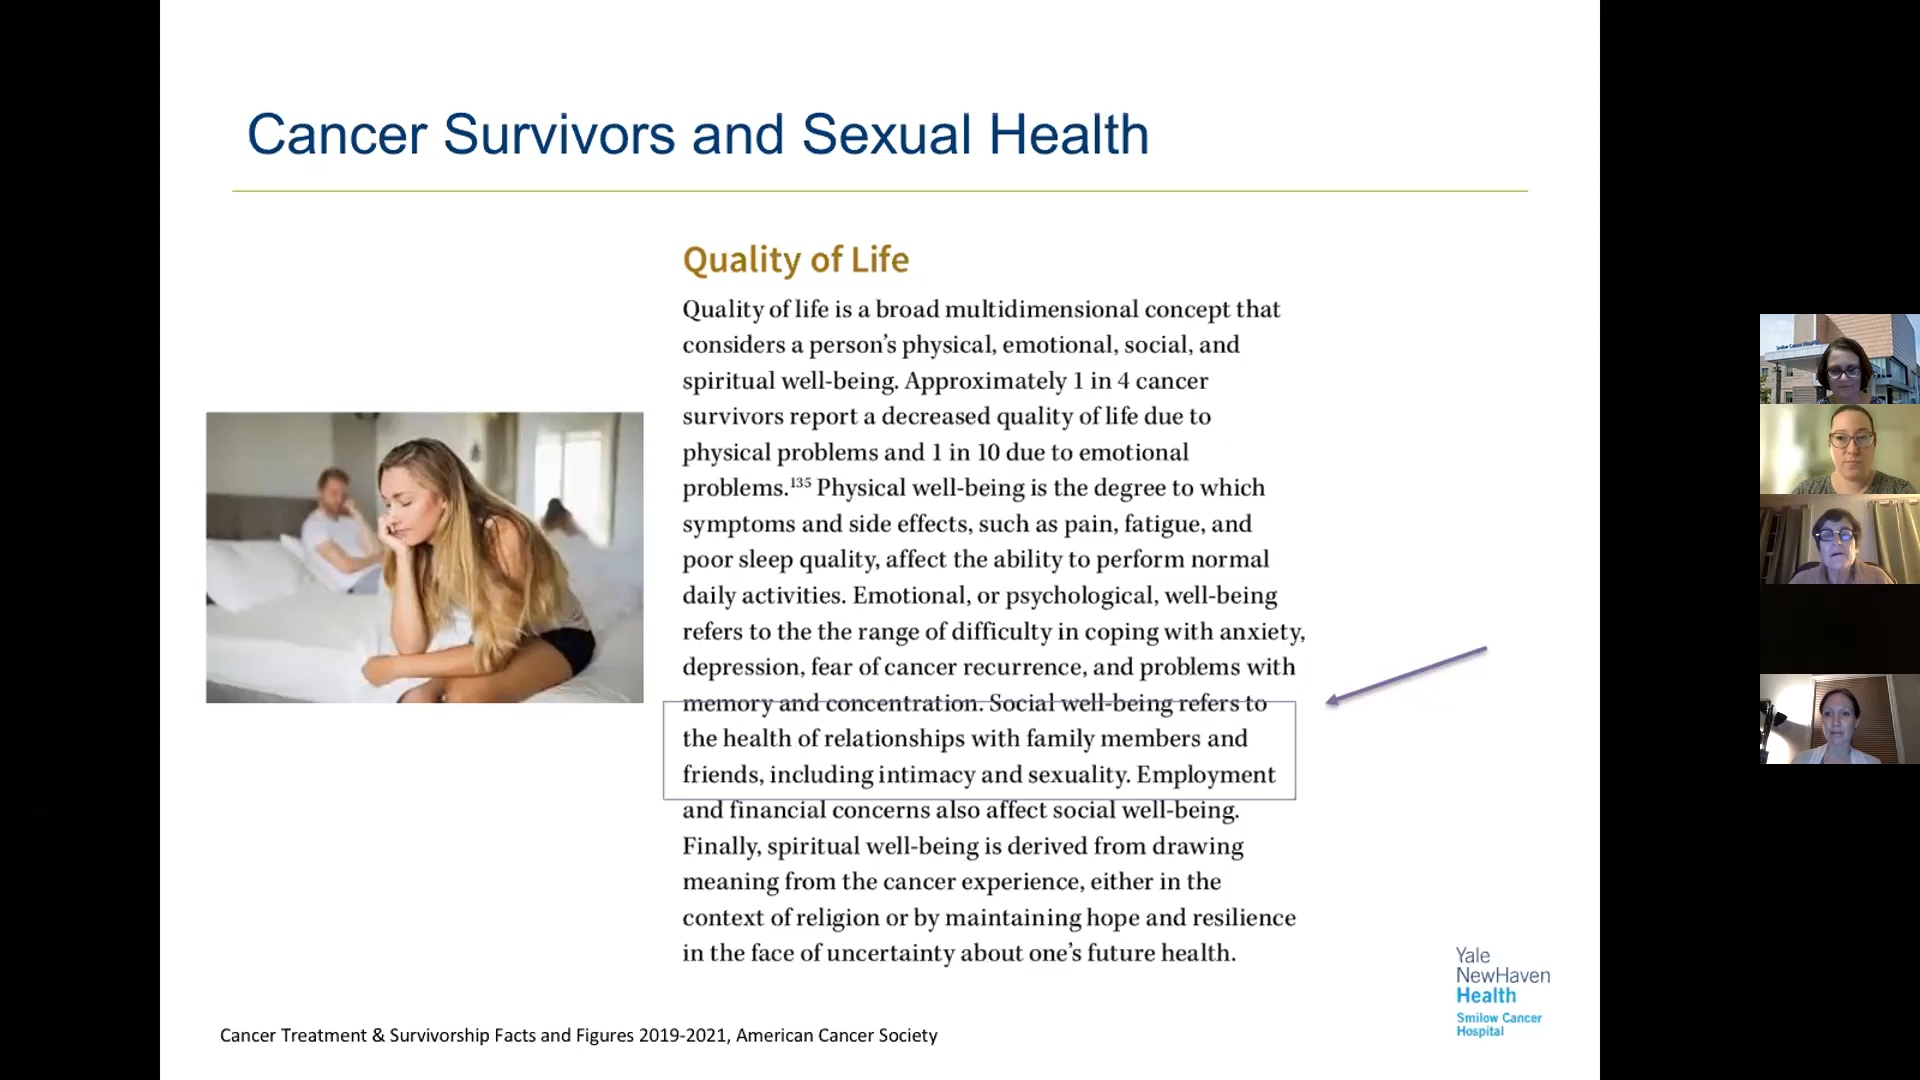 Cancer Survivors and Sexual Health
Quality of Life
Quality of life is a broad multidimensional concept that
considers a person's physical, emotional, social, and
spiritual well-being. Approximately 1 in 4 cancer
survivors report a decreased quality of life due to
physical problems and 1 in 10 due to emotional
problems.¹³⁵ Physical well-being is the degree to which
symptoms and side effects, such as pain, fatigue, and
poor sleep quality, affect the ability to perform normal
daily activities. Emotional, or psychological, well-being
refers to the the range of difficulty in coping with anxiety,
depression, fear of cancer recurrence, and problems with
memory and concentration. Social well-being refers to
the health of relationships with family members and
friends, including intimacy and sexuality. Employment
and financial concerns also affect social well-being.
Finally, spiritual well-being is derived from drawing
meaning from the cancer experience, either in the
context of religion or by maintaining hope and resilience
in the face of uncertainty about one's future health.
Cancer Treatment & Survivorship Facts and Figures 2019-2021, American Cancer Society
Yale
NewHaven
Health
Smilow Cancer
Hospital
Smilow Cancer Hospital